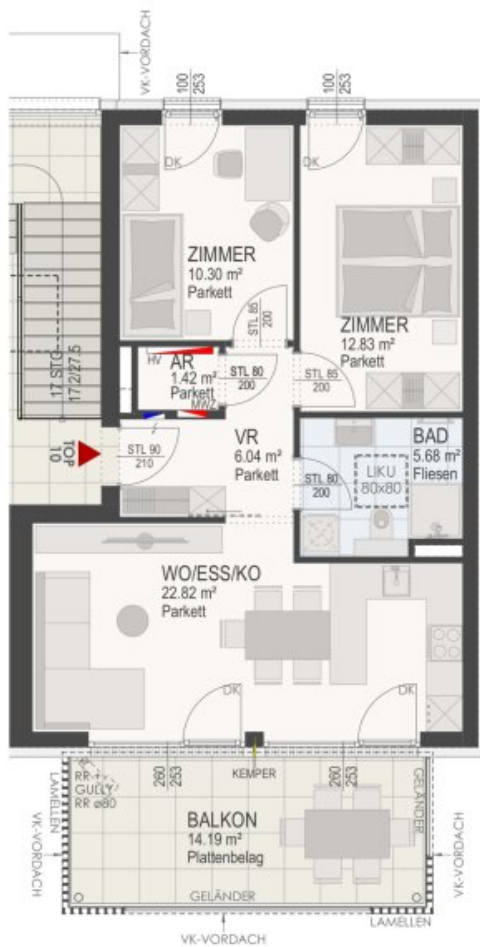 VK-VORDACH
100
253
100
253
DK
DK
ZIMMER
10.30 m²
Parkett
ZIMMER
12.83 m²
Parkett
STL 85
200
17 STG
17.2/27.5
HV
AR
1.42 m²
Parkett
MWZ
STL 80
200
STL 85
200
TOP
10
STL 90
210
VR
6.04 m²
Parkett
BAD
5.68 m²
Fliesen
LIKU
80x80
STL 80
200
WO/ESS/KO
22.82 m²
Parkett
DK
DK
260
253
KEMPER
260
253
RR +
GULLY
RR ø80
LAMELLEN
VK-VORDACH
BALKON
14.19 m²
Plattenbelag
GELÄNDER
VK-VORDACH
GELÄNDER
LAMELLEN
VK-VORDACH